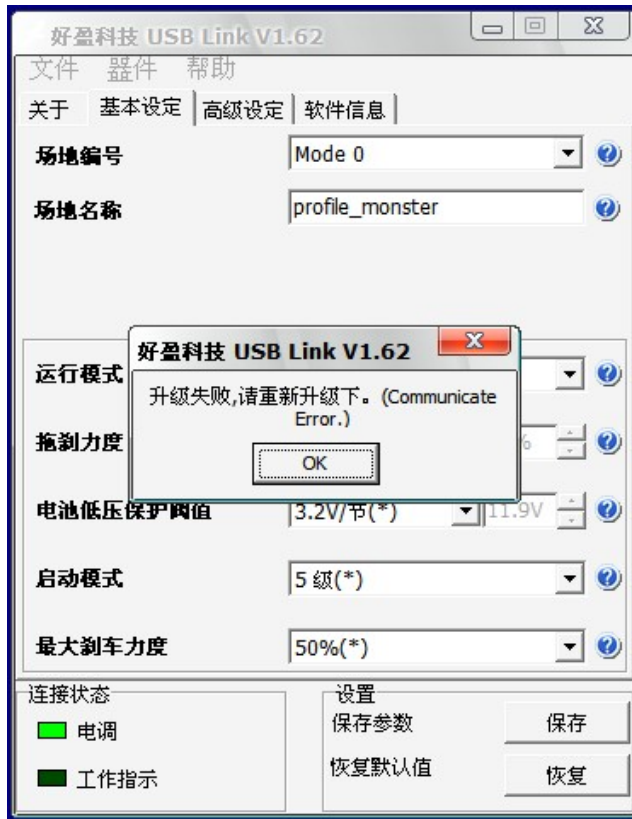 好盈科技 USB Link V1.62
文件 器件 帮助
关于 基本设定 高级设定 软件信息
场地编号 Mode 0
场地名称 profile_monster
好盈科技 USB Link V1.62
运行模式
升级失败,请重新升级下。(Communicate
Error.)
拖刹力度 %
OK
电池低压保护阀值 3.2V/节(*) 11.9V
启动模式 5 级(*)
最大刹车力度 50%(*)
连接状态 设置
电调 保存参数 保存
工作指示 恢复默认值 恢复